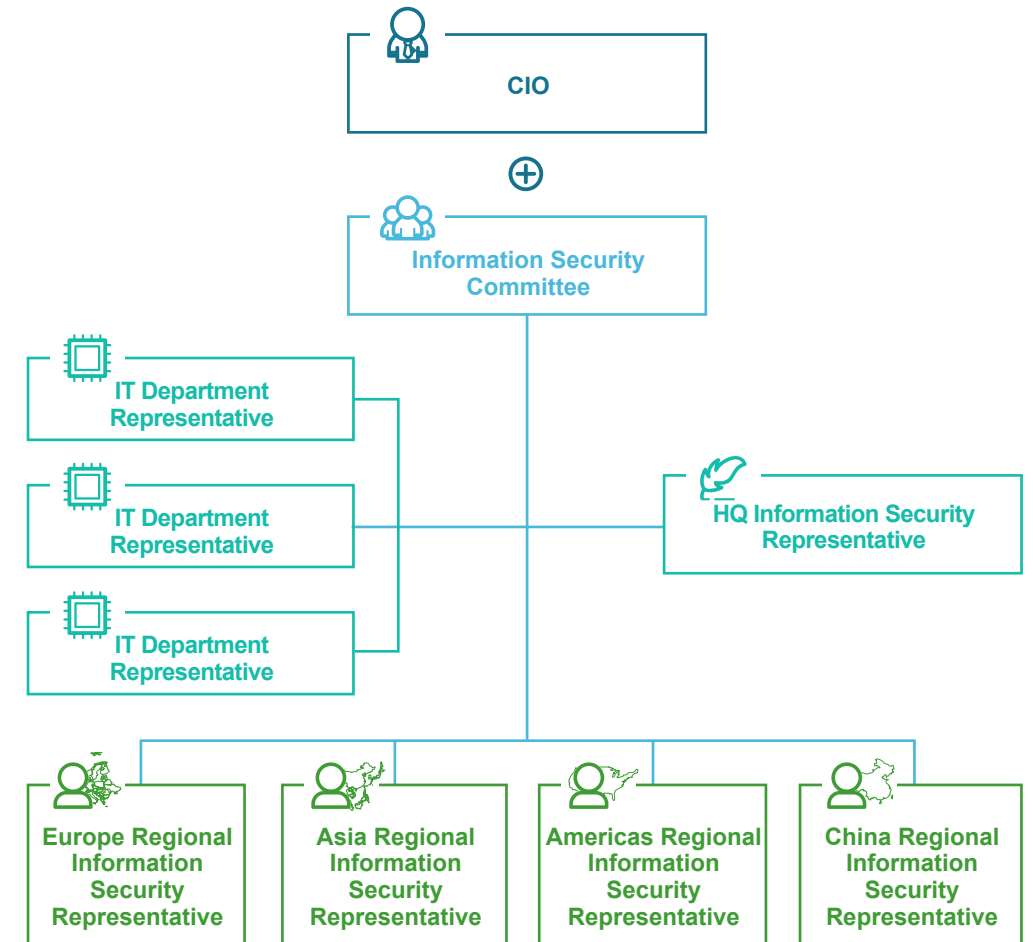 CIO
Information Security
Committee
IT Department
Representative
IT Department
Representative
HQ Information Security
Representative
IT Department
Representative
Europe Regional
Information
Security
Representative
Asia Regional
Information
Security
Representative
Americas Regional
Information
Security
Representative
China Regional
Information
Security
Representative